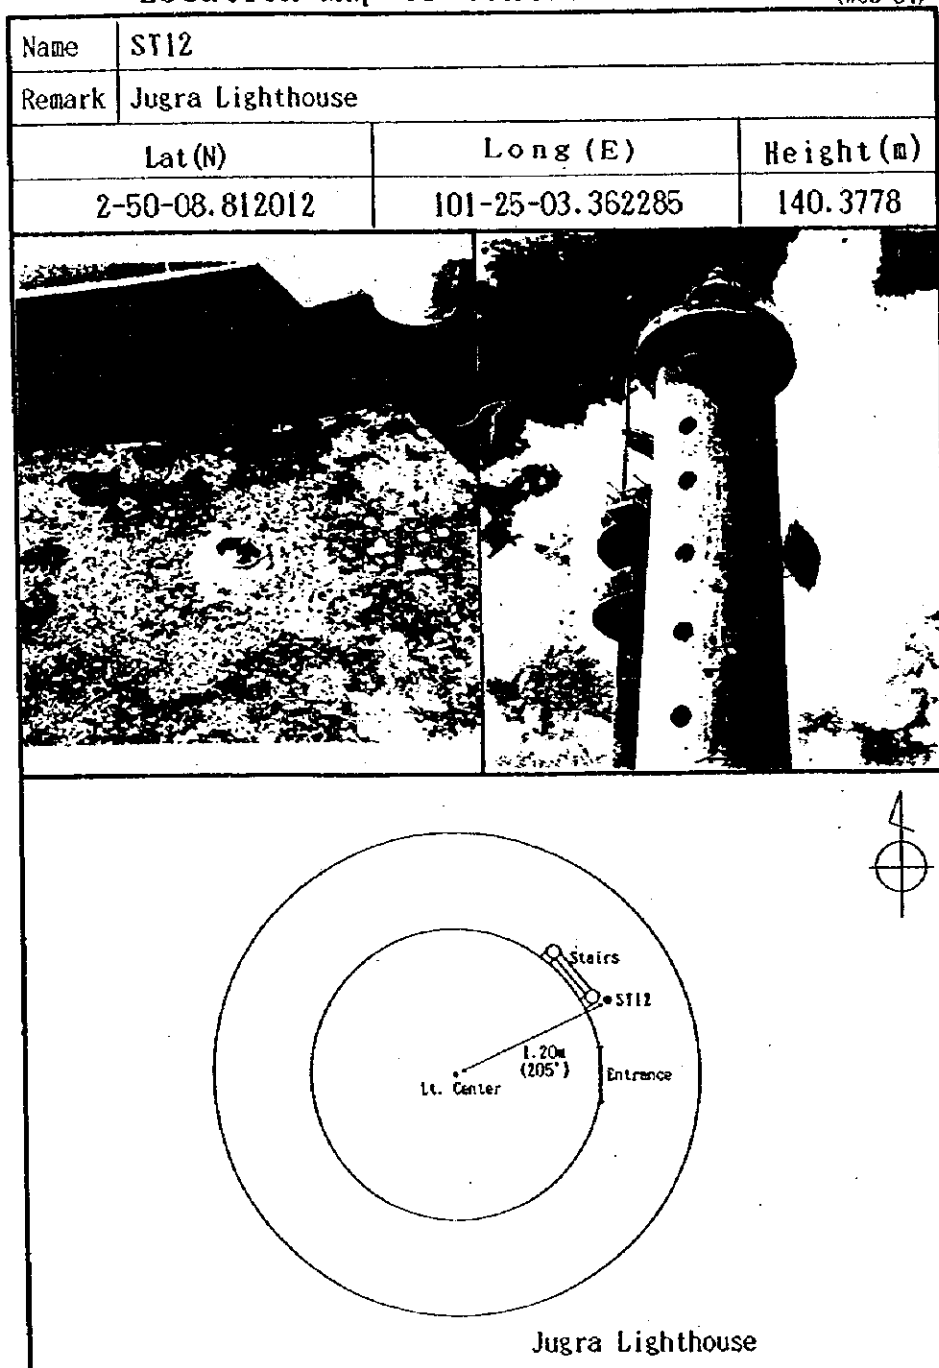 Name ST12
Remark Jugra Lighthouse
Lat(N) Long(E) Height(m)
2-50-08.812012 101-25-03.362285 140.3778
Stairs
ST12
1.20m
(205°)
Lt. Center
Entrance
Jugra Lighthouse